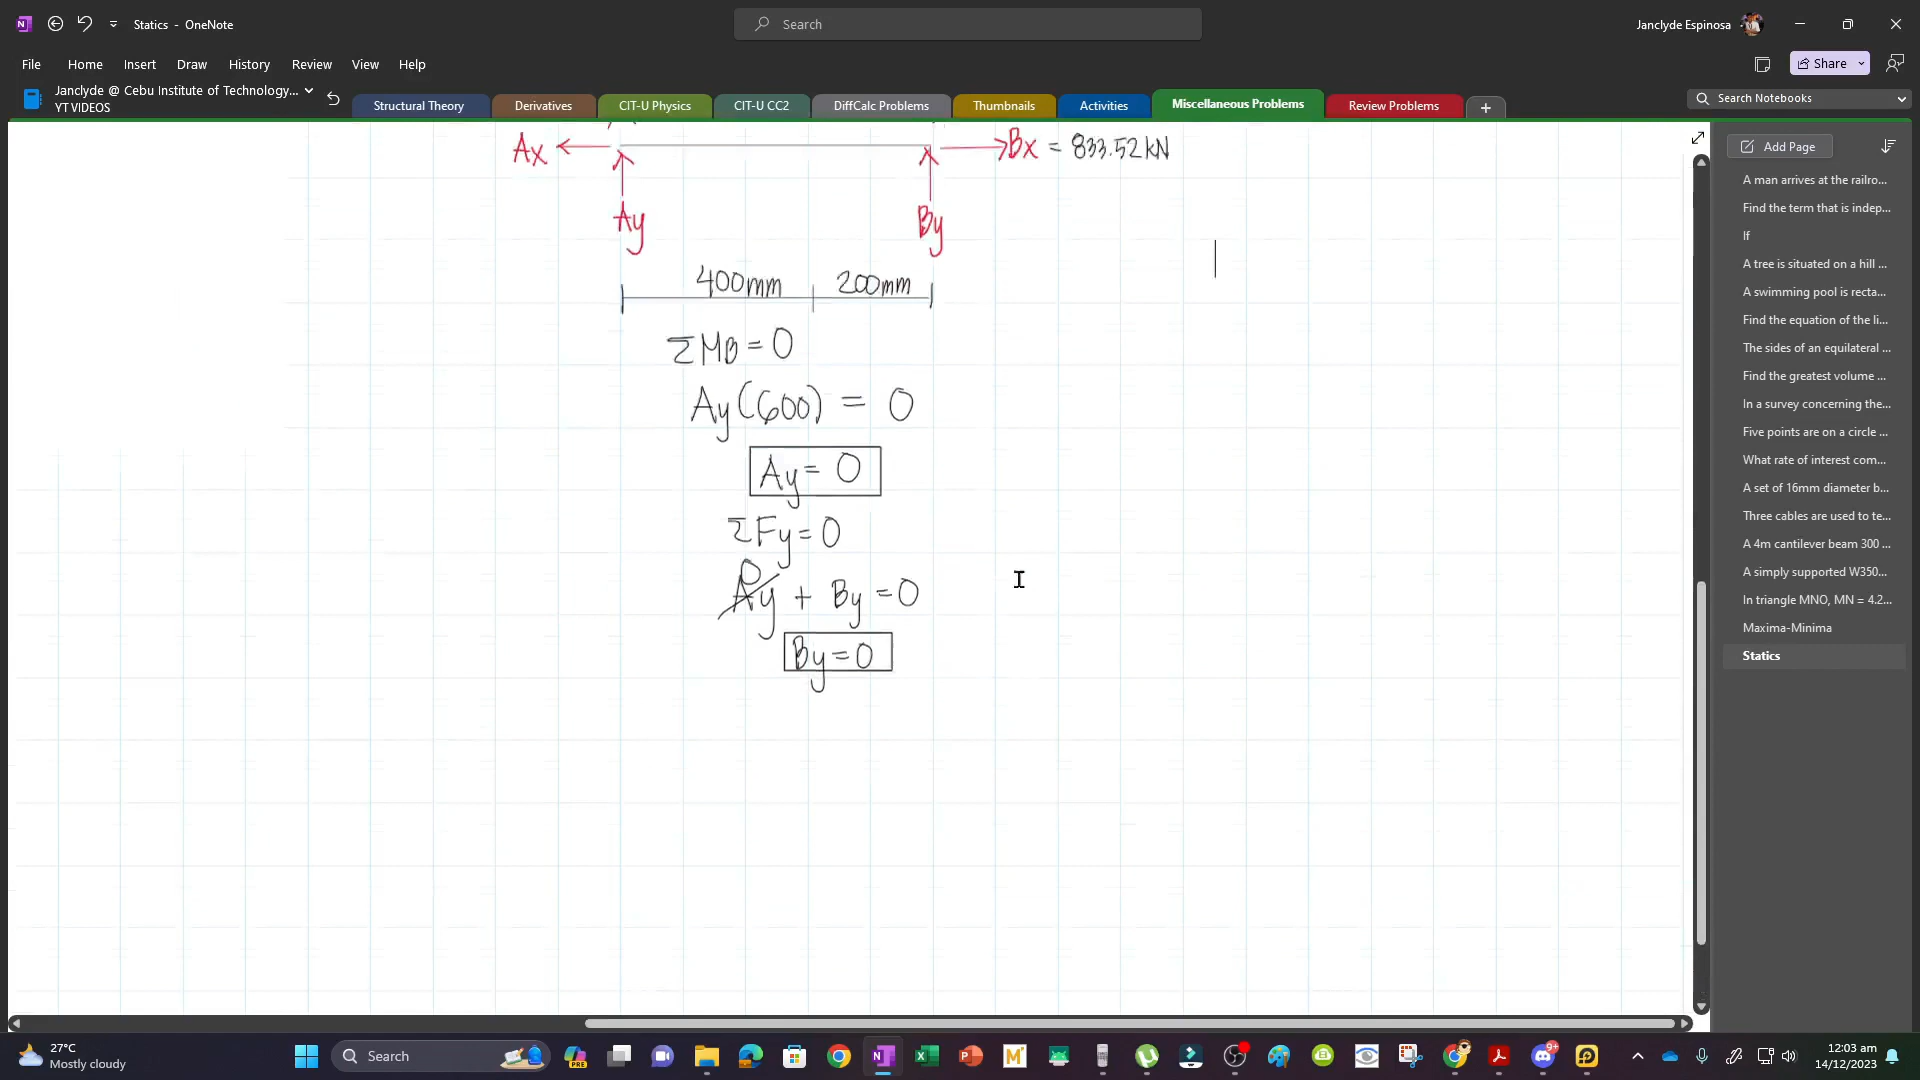 Statics - OneNote
Search
Janclyde Espinosa
File Home Insert Draw History Review View Help
Share
Janclyde @ Cebu Institute of Technology...
YT VIDEOS
Structural Theory Derivatives CIT-U Physics CIT-U CC2 DiffCalc Problems Thumbnails Activities Miscellaneous Problems Review Problems
Search Notebooks
Add Page
A man arrives at the railro...
Find the term that is indep...
If
A tree is situated on a hill ...
A swimming pool is recta...
Find the equation of the li...
The sides of an equilateral ...
Find the greatest volume ...
In a survey concerning the...
Five points are on a circle ...
What rate of interest com...
A set of 16mm diameter b...
Three cables are used to te...
A 4m cantilever beam 300 ...
A simply supported W350...
In triangle MNO, MN = 4.2...
Maxima-Minima
Statics
Ax Bx = 833.52kN
Ay By
400mm 200mm
ΣMB = 0
Ay(600) = 0
Ay = 0
ΣFy = 0
0
Ay + By = 0
By = 0
27°C
Mostly cloudy
Search
PRE
9+
12:03 am
14/12/2023